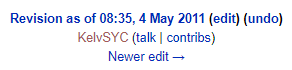 Revision as of 08:35, 4 May 2011 (edit) (undo)
KelvSYC (talk | contribs)
Newer edit →